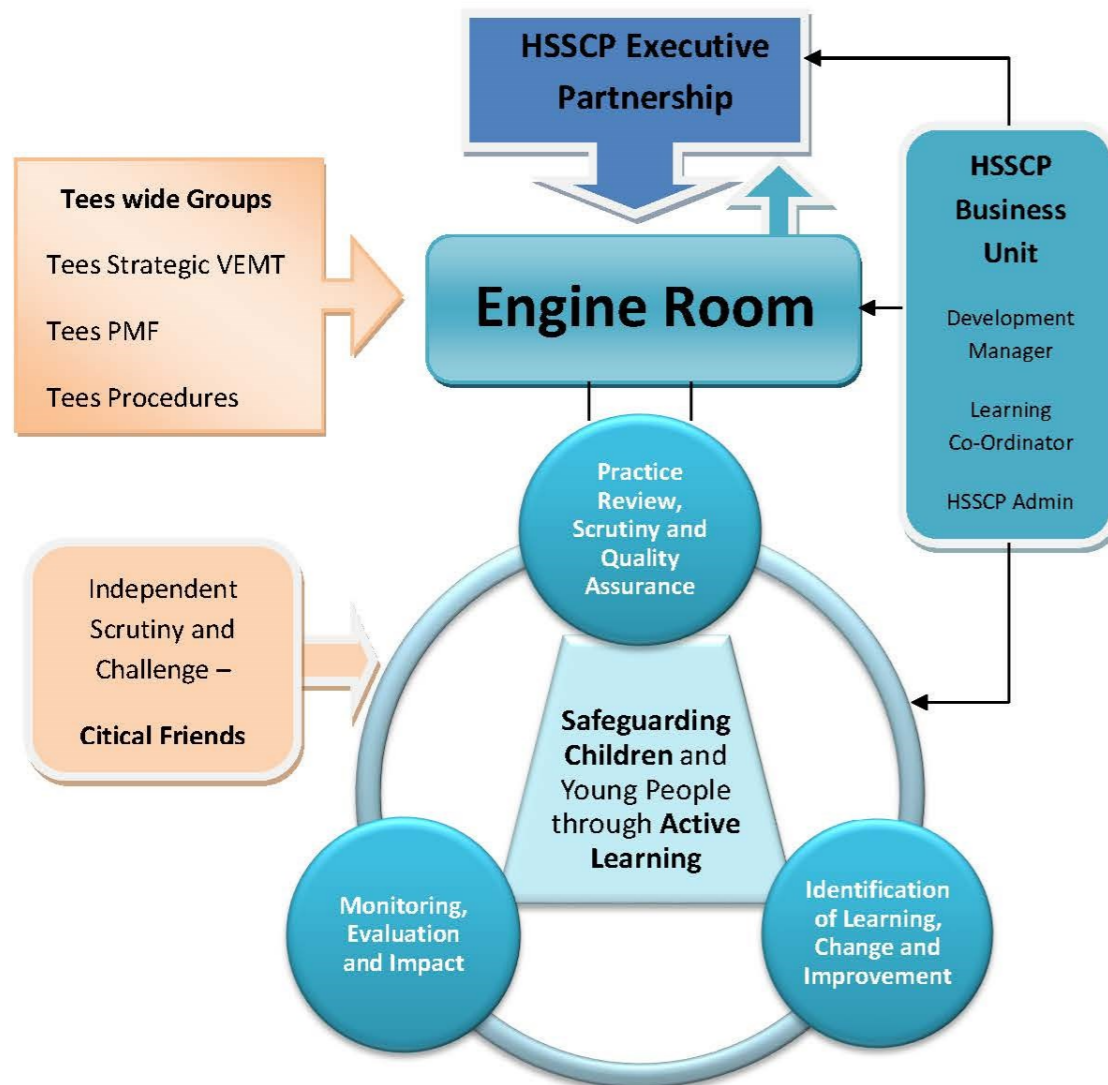 HSSCP Executive
Partnership
Tees wide Groups
Tees Strategic VEMT
Tees PMF
Tees Procedures
Engine Room
HSSCP
Business
Unit
Development
Manager
Learning
Co-Ordinator
HSSCP Admin
Practice
Review,
Scrutiny and
Quality
Assurance
Independent
Scrutiny and
Challenge –
Citical Friends
Safeguarding
Children and
Young People
through Active
Learning
Monitoring,
Evaluation
and Impact
Identification
of Learning,
Change and
Improvement